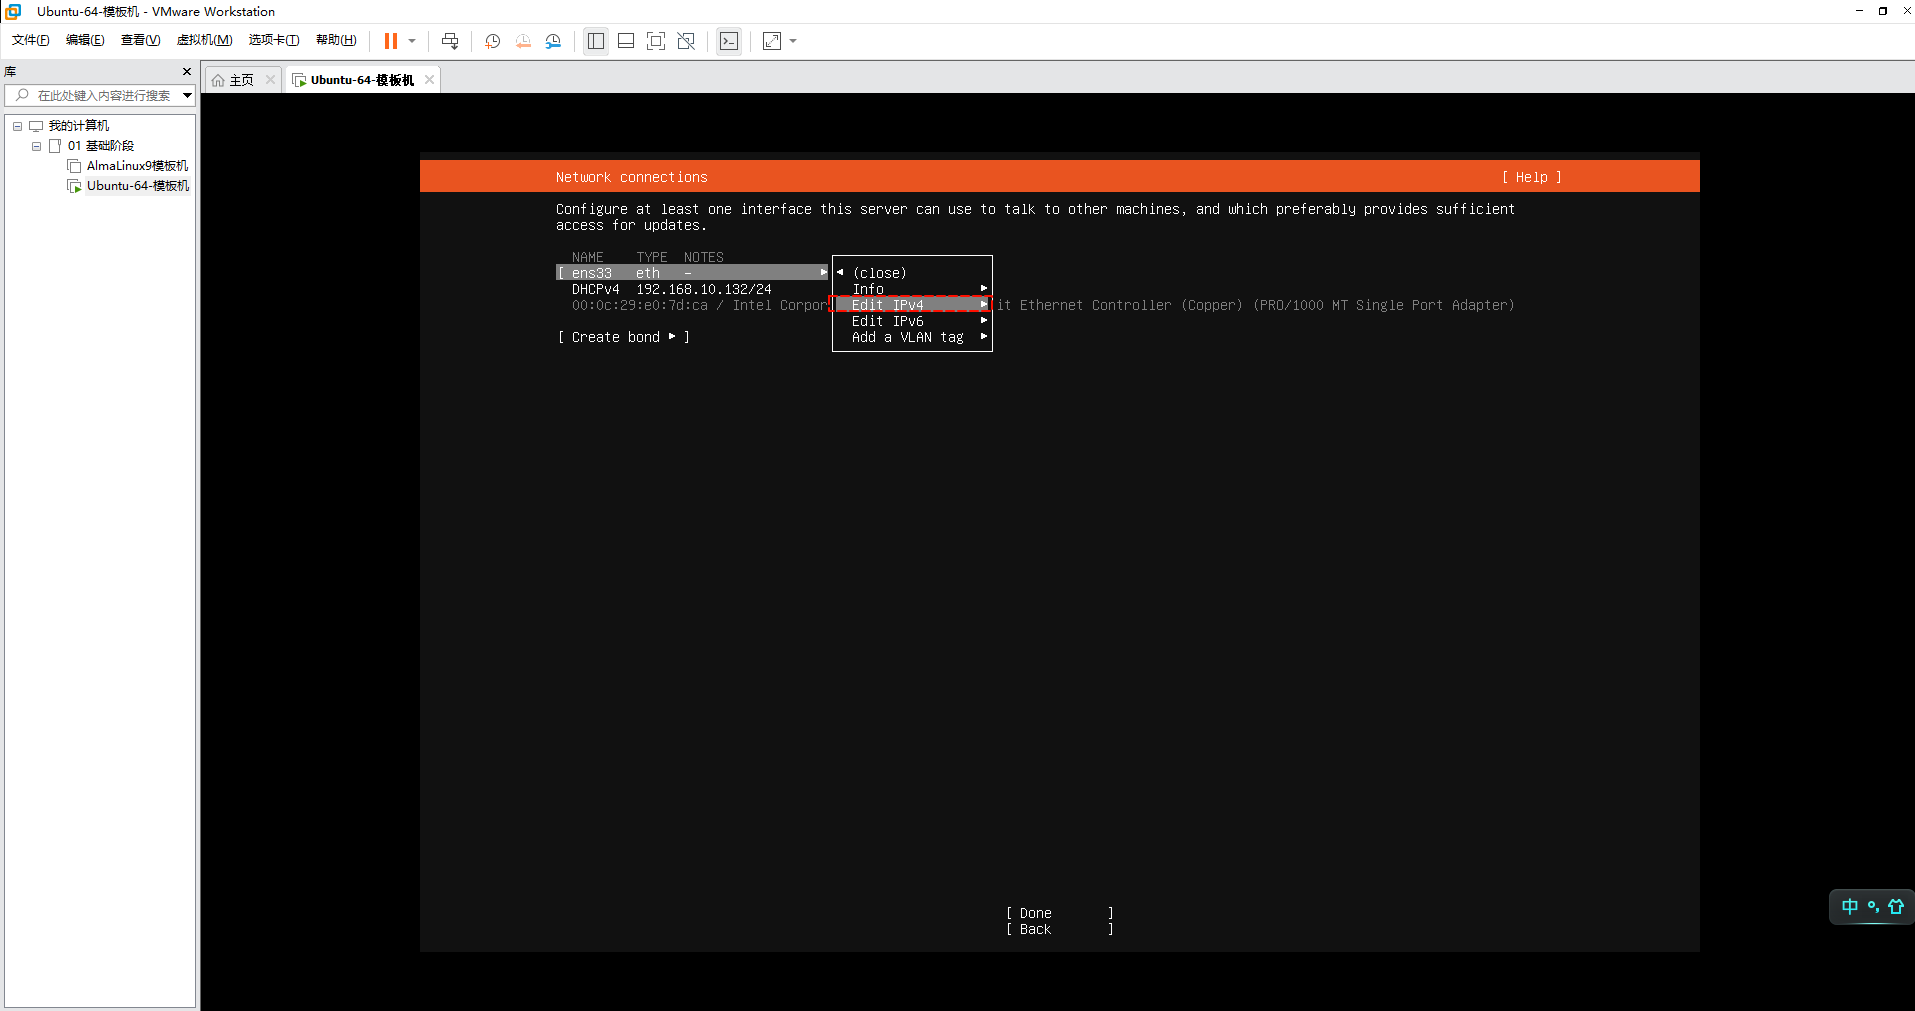 Ubuntu-64-模板机 - VMware Workstation
文件(F) 编辑(E) 查看(V) 虚拟机(M) 选项卡(T) 帮助(H)
库
在此处键入内容进行搜索
我的计算机
01 基础阶段
AlmaLinux9模板机
Ubuntu-64-模板机
主页 Ubuntu-64-模板机
Network connections [ Help ]
Configure at least one interface this server can use to talk to other machines, and which preferably provides sufficient
access for updates.
NAME TYPE NOTES
[ ens33 eth – ▸ ◂ (close)
DHCPv4 192.168.10.132/24 Info ▸
00:0c:29:e0:7d:ca / Intel Corpor Edit IPv4 ▸ it Ethernet Controller (Copper) (PRO/1000 MT Single Port Adapter)
Edit IPv6 ▸
[ Create bond ▸ ] Add a VLAN tag ▸
[ Done ]
[ Back ]
中 °,